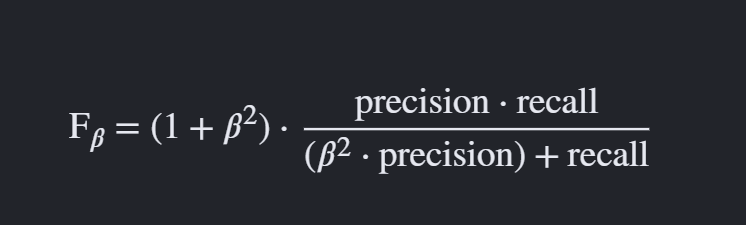 F_β = (1 + β²) · precision · recall / (β² · precision) + recall